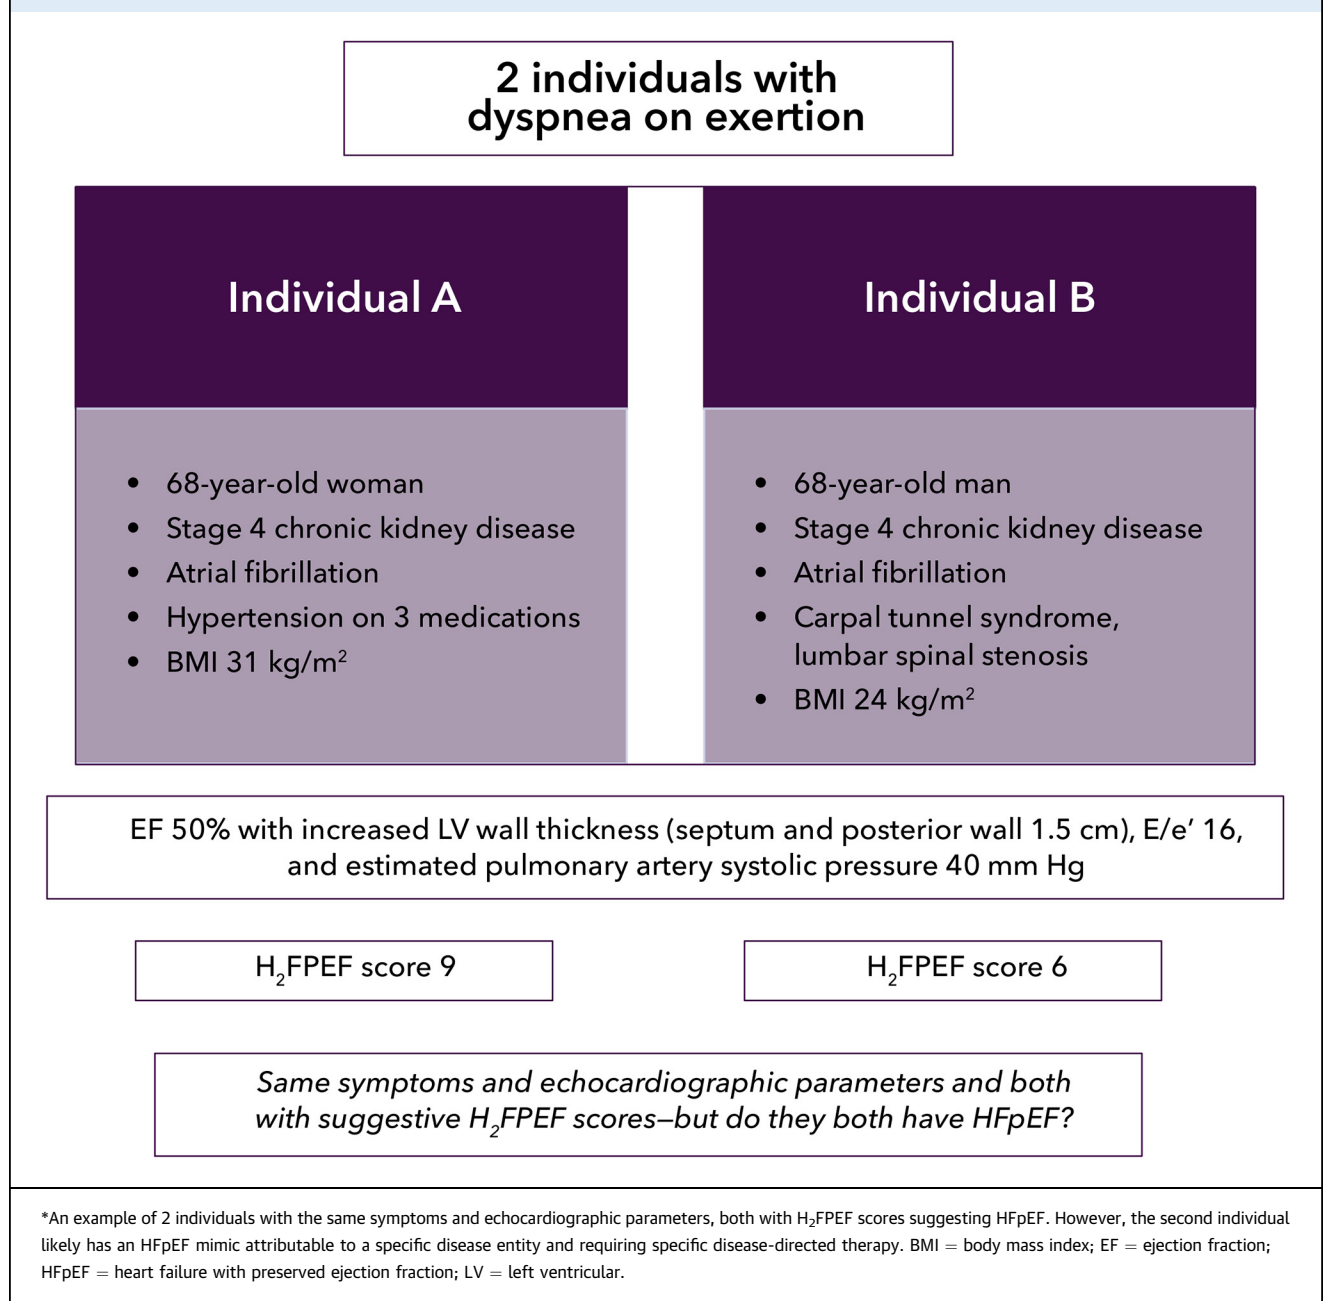 2 individuals with
dyspnea on exertion
Individual A
• 68-year-old woman
• Stage 4 chronic kidney disease
• Atrial fibrillation
• Hypertension on 3 medications
• BMI 31 kg/m²
Individual B
• 68-year-old man
• Stage 4 chronic kidney disease
• Atrial fibrillation
• Carpal tunnel syndrome,
lumbar spinal stenosis
• BMI 24 kg/m²
EF 50% with increased LV wall thickness (septum and posterior wall 1.5 cm), E/e’ 16,
and estimated pulmonary artery systolic pressure 40 mm Hg
H₂FPEF score 9
H₂FPEF score 6
Same symptoms and echocardiographic parameters and both
with suggestive H₂FPEF scores—but do they both have HFpEF?
*An example of 2 individuals with the same symptoms and echocardiographic parameters, both with H₂FPEF scores suggesting HFpEF. However, the second individual
likely has an HFpEF mimic attributable to a specific disease entity and requiring specific disease-directed therapy. BMI = body mass index; EF = ejection fraction;
HFpEF = heart failure with preserved ejection fraction; LV = left ventricular.